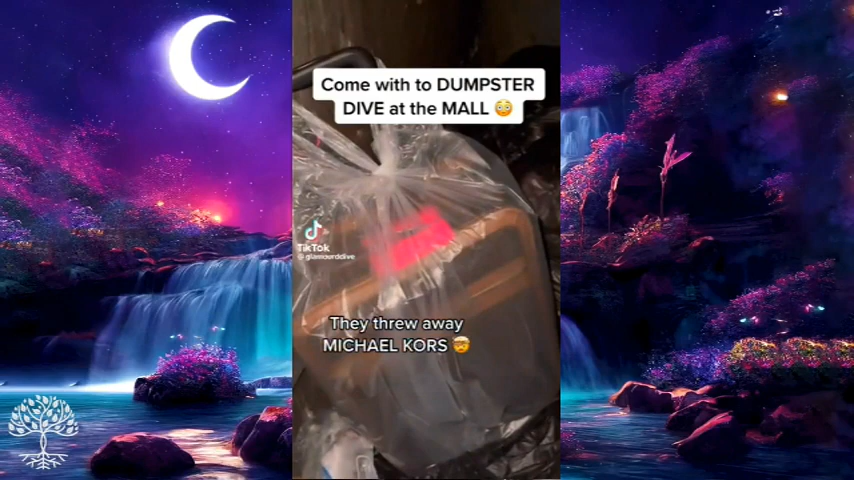 Come with to DUMPSTER
DIVE at the MALL 😳
TikTok
@glamourddive
They threw away
MICHAEL KORS 🤯